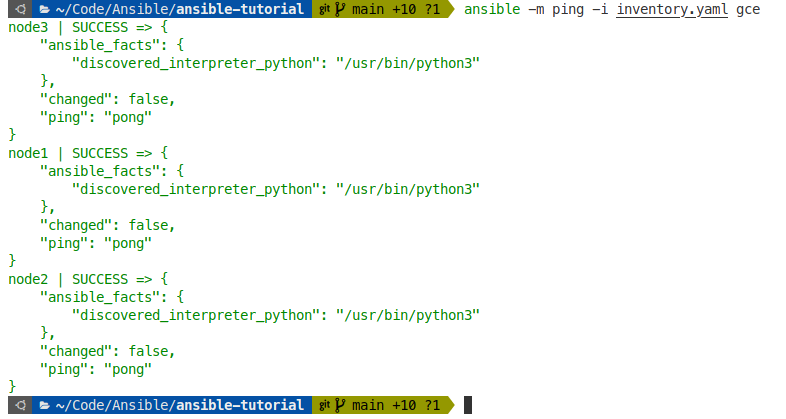 ~/Code/Ansible/ansible-tutorial git main +10 ?1 ansible -m ping -i inventory.yaml gce
node3 | SUCCESS => {
    "ansible_facts": {
        "discovered_interpreter_python": "/usr/bin/python3"
    },
    "changed": false,
    "ping": "pong"
}
node1 | SUCCESS => {
    "ansible_facts": {
        "discovered_interpreter_python": "/usr/bin/python3"
    },
    "changed": false,
    "ping": "pong"
}
node2 | SUCCESS => {
    "ansible_facts": {
        "discovered_interpreter_python": "/usr/bin/python3"
    },
    "changed": false,
    "ping": "pong"
}
~/Code/Ansible/ansible-tutorial git main +10 ?1